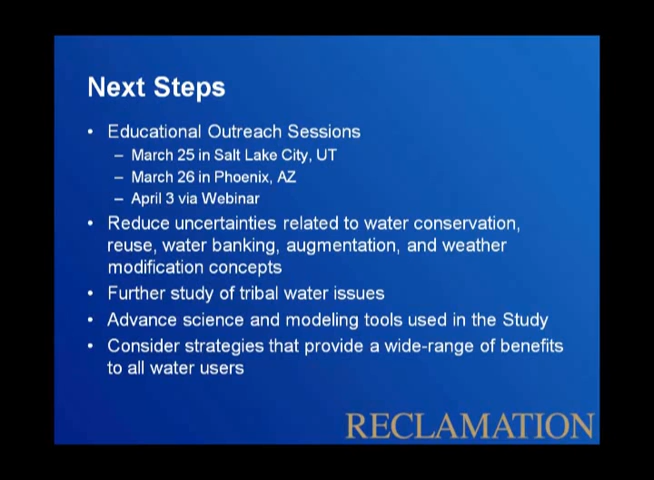 Next Steps
• Educational Outreach Sessions
– March 25 in Salt Lake City, UT
– March 26 in Phoenix, AZ
– April 3 via Webinar
• Reduce uncertainties related to water conservation,
reuse, water banking, augmentation, and weather
modification concepts
• Further study of tribal water issues
• Advance science and modeling tools used in the Study
• Consider strategies that provide a wide-range of benefits
to all water users
RECLAMATION